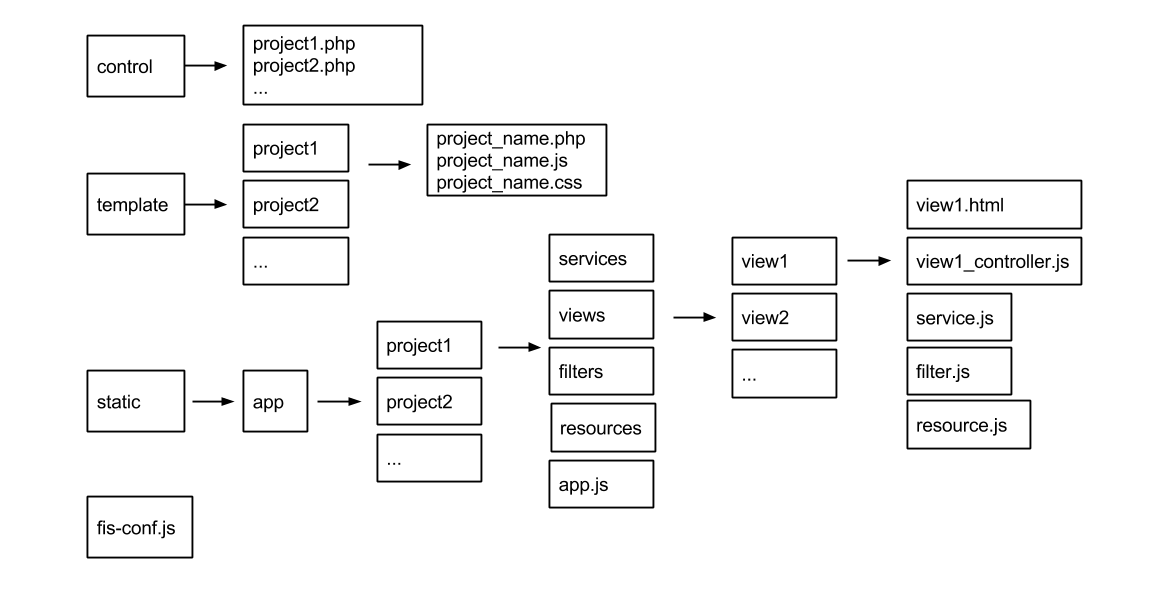 control
project1.php
project2.php
...
template
project1
project2
...
project_name.php
project_name.js
project_name.css
static
app
project1
project2
...
services
views
filters
resources
app.js
view1
view2
...
view1.html
view1_controller.js
service.js
filter.js
resource.js
fis-conf.js